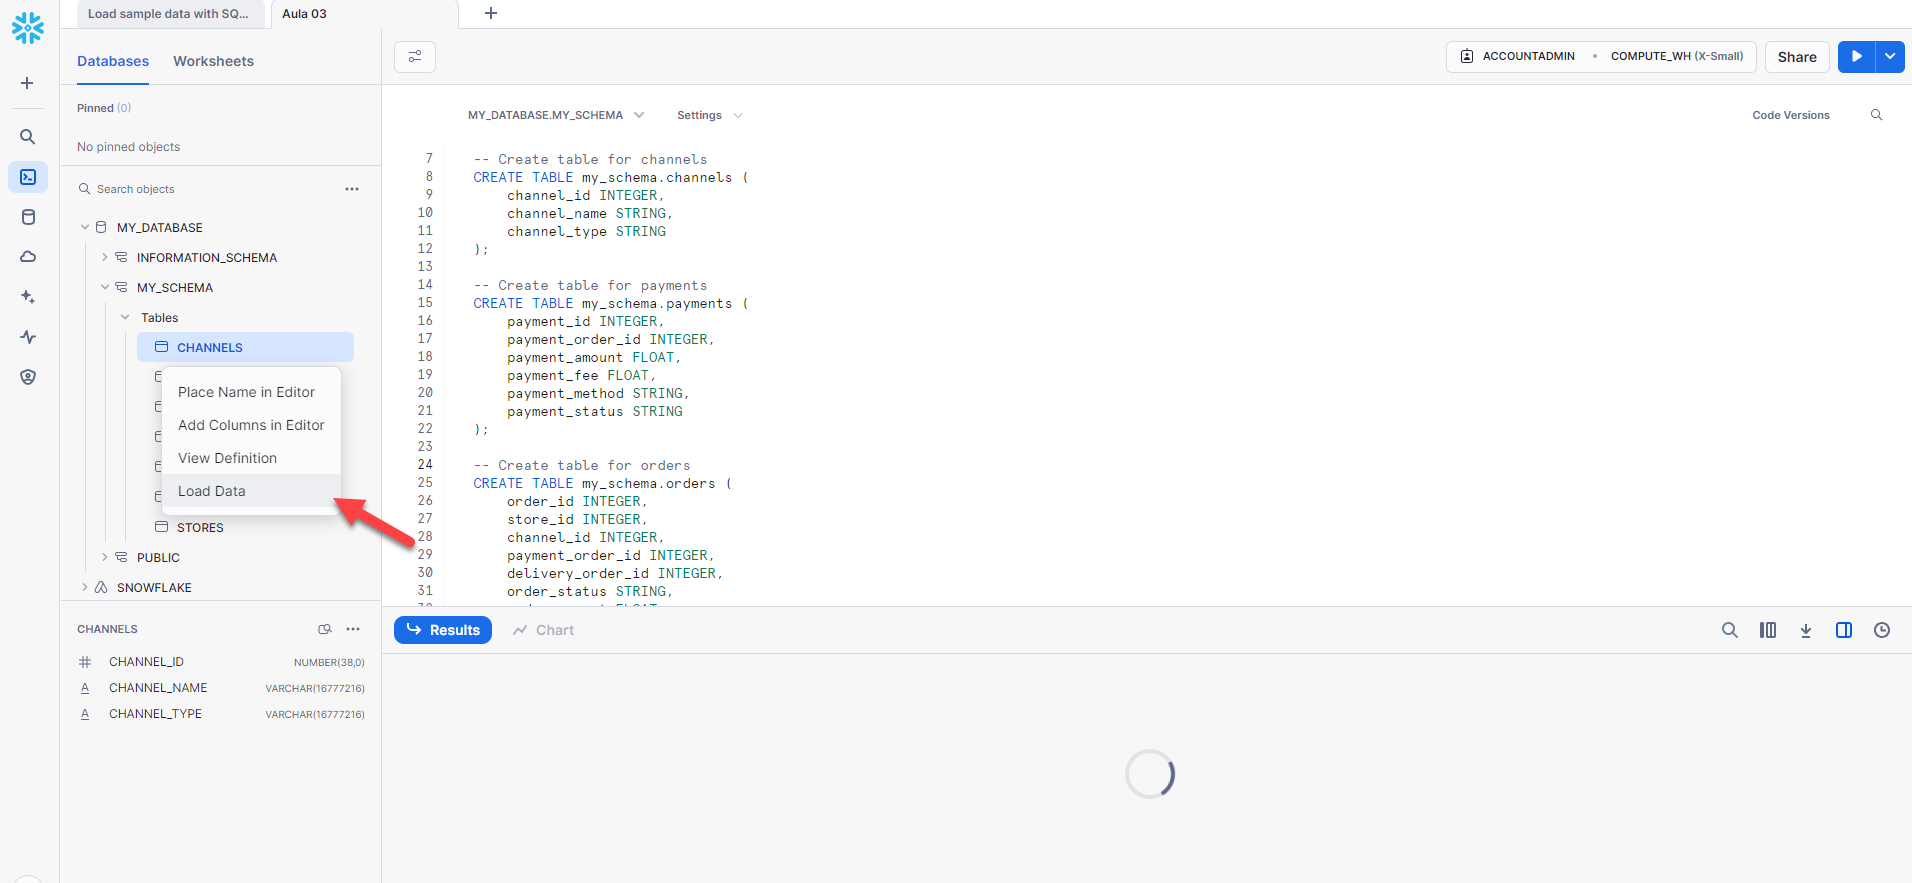 Load sample data with SQ...
Aula 03
Databases
Worksheets
ACCOUNTADMIN
COMPUTE_WH (X-Small)
Share
Pinned (0)
No pinned objects
Search objects
MY_DATABASE
INFORMATION_SCHEMA
MY_SCHEMA
Tables
CHANNELS
Place Name in Editor
Add Columns in Editor
View Definition
Load Data
STORES
PUBLIC
SNOWFLAKE
CHANNELS
CHANNEL_ID NUMBER(38,0)
CHANNEL_NAME VARCHAR(16777216)
CHANNEL_TYPE VARCHAR(16777216)
MY_DATABASE.MY_SCHEMA
Settings
Code Versions
7 -- Create table for channels
8 CREATE TABLE my_schema.channels (
9 channel_id INTEGER,
10 channel_name STRING,
11 channel_type STRING
12 );
13
14 -- Create table for payments
15 CREATE TABLE my_schema.payments (
16 payment_id INTEGER,
17 payment_order_id INTEGER,
18 payment_amount FLOAT,
19 payment_fee FLOAT,
20 payment_method STRING,
21 payment_status STRING
22 );
23
24 -- Create table for orders
25 CREATE TABLE my_schema.orders (
26 order_id INTEGER,
27 store_id INTEGER,
28 channel_id INTEGER,
29 payment_order_id INTEGER,
30 delivery_order_id INTEGER,
31 order_status STRING,
Results
Chart